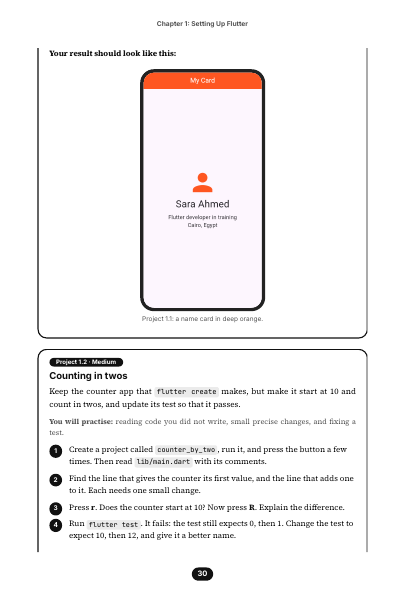 Chapter 1: Setting Up Flutter
Your result should look like this:
My Card
Sara Ahmed
Flutter developer in training
Cairo, Egypt
Project 1.1: a name card in deep orange.
Project 1.2 · Medium
Counting in twos
Keep the counter app that flutter create makes, but make it start at 10 and
count in twos, and update its test so that it passes.
You will practise: reading code you did not write, small precise changes, and fixing a
test.
1 Create a project called counter_by_two, run it, and press the button a few
times. Then read lib/main.dart with its comments.
2 Find the line that gives the counter its first value, and the line that adds one
to it. Each needs one small change.
3 Press r. Does the counter start at 10? Now press R. Explain the difference.
4 Run flutter test. It fails: the test still expects 0, then 1. Change the test to
expect 10, then 12, and give it a better name.
30